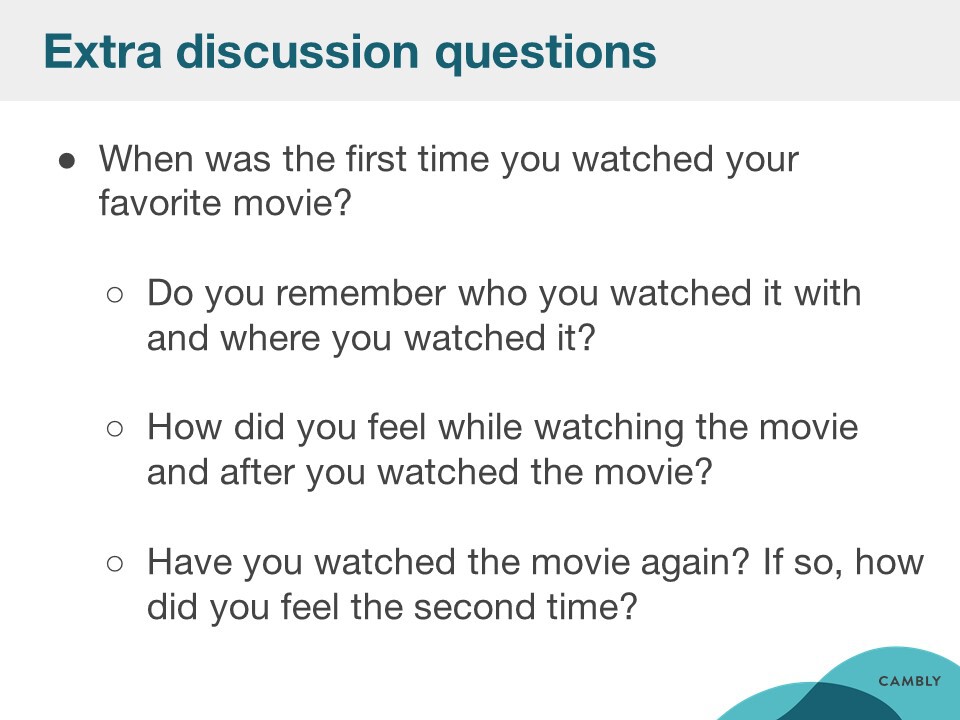 Extra discussion questions
● When was the first time you watched your
favorite movie?
○ Do you remember who you watched it with
and where you watched it?
○ How did you feel while watching the movie
and after you watched the movie?
○ Have you watched the movie again? If so, how
did you feel the second time?
CAMBLY